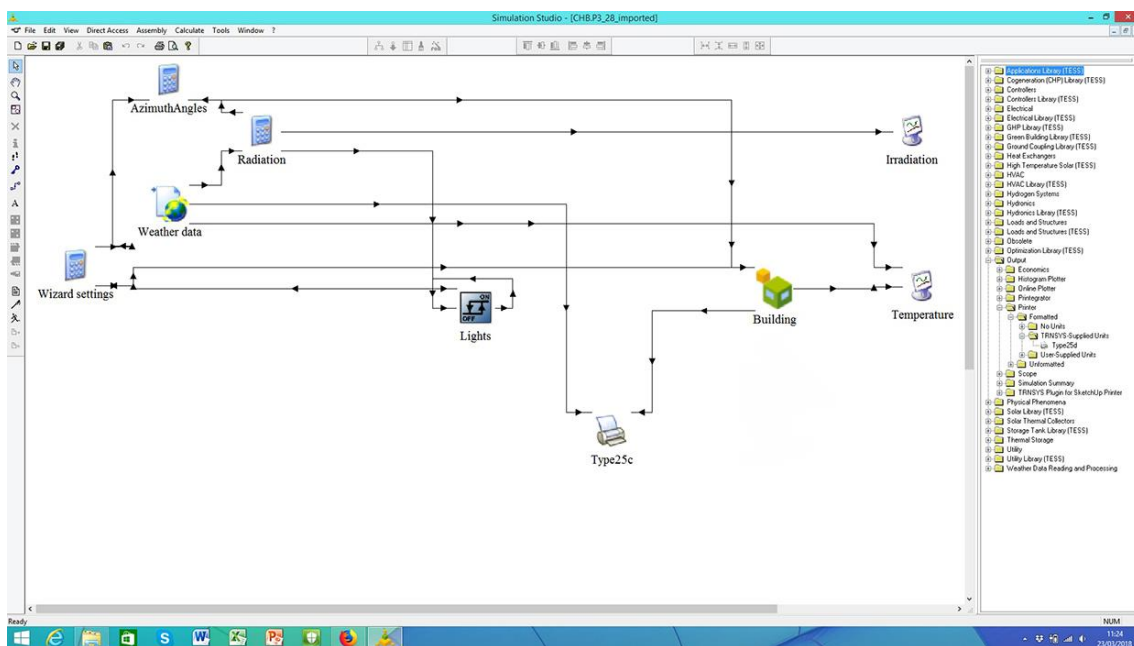 Simulation Studio - [CHB.P3_28_imported]
File Edit View Direct Access Assembly Calculate Tools Window ?
AzimuthAngles
Radiation
Irradiation
Weather data
Wizard settings
ON
OFF
Lights
Building
Temperature
Type25c
Applications Library (TESS)
Cogeneration (CHP) Library (TESS)
Controllers
Controllers Library (TESS)
Electrical
Electrical Library (TESS)
GHP Library (TESS)
Green Building Library (TESS)
Ground Coupling Library (TESS)
Heat Exchangers
High Temperature Solar (TESS)
HVAC
HVAC Library (TESS)
Hydrogen Systems
Hydronics
Hydronics Library (TESS)
Loads and Structures
Loads and Structures (TESS)
Obsolete
Optimization Library (TESS)
Output
Economics
Histogram Plotter
Online Plotter
Printegrator
Printer
Formatted
No Units
TRNSYS-Supplied Units
Type25d
User-Supplied Units
Unformatted
Scope
Simulation Summary
TRNSYS Plugin for SketchUp Printer
Physical Phenomena
Solar Library (TESS)
Solar Thermal Collectors
Storage Tank Library (TESS)
Thermal Storage
Utility
Utility Library (TESS)
Weather Data Reading and Processing
Ready
NUM
11:24
23/03/2018